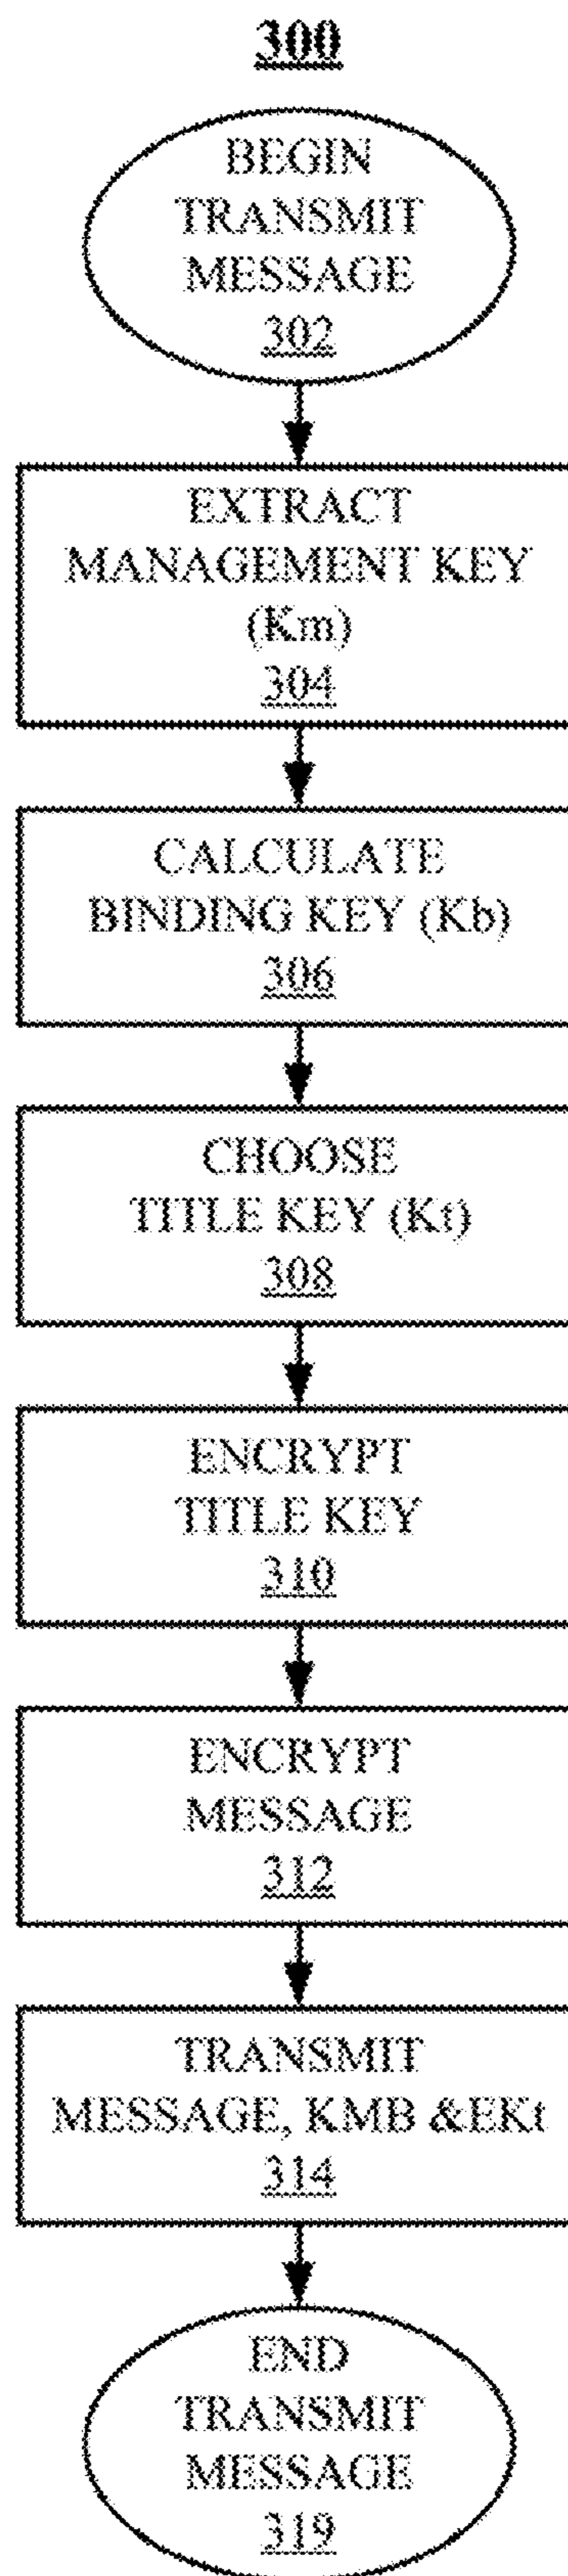 300
BEGIN
TRANSMIT
MESSAGE
302
EXTRACT
MANAGEMENT KEY
(Km)
304
CALCULATE
BINDING KEY (Kb)
306
CHOOSE
TITLE KEY (Kt)
308
ENCRYPT
TITLE KEY
310
ENCRYPT
MESSAGE
312
TRANSMIT
MESSAGE, KMB &EKt
314
END
TRANSMIT
MESSAGE
319